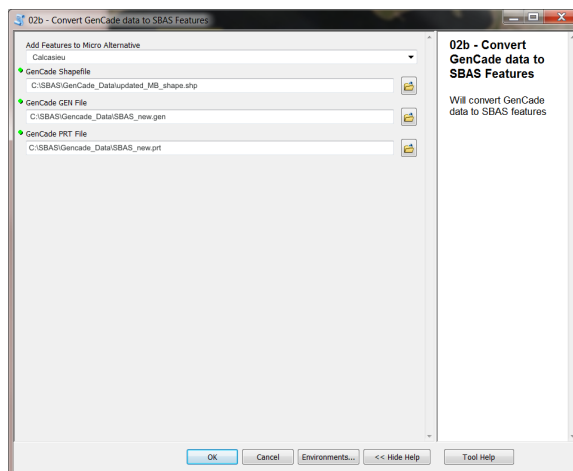 02b - Convert GenCade data to SBAS Features
Add Features to Micro Alternative
Calcasieu
GenCade Shapefile
C:\SBAS\GenCade_Data\updated_MB_shape.shp
GenCade GEN File
C:\SBAS\Gencade_Data\SBAS_new.gen
GenCade PRT File
C:\SBAS\Gencade_Data\SBAS_new.prt
02b - Convert
GenCade data to
SBAS Features
Will convert GenCade
data to SBAS features
OK
Cancel
Environments...
<< Hide Help
Tool Help